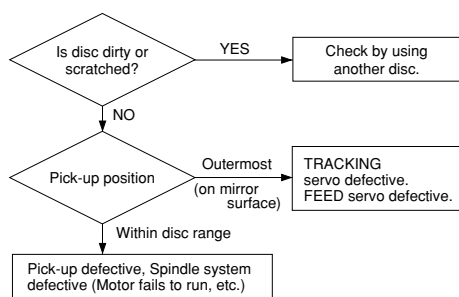 Is disc dirty or
scratched?
YES
Check by using
another disc.
NO
Pick-up position
Outermost
(on mirror
surface)
TRACKING
servo defective.
FEED servo defective.
Within disc range
Pick-up defective, Spindle system
defective (Motor fails to run, etc.)